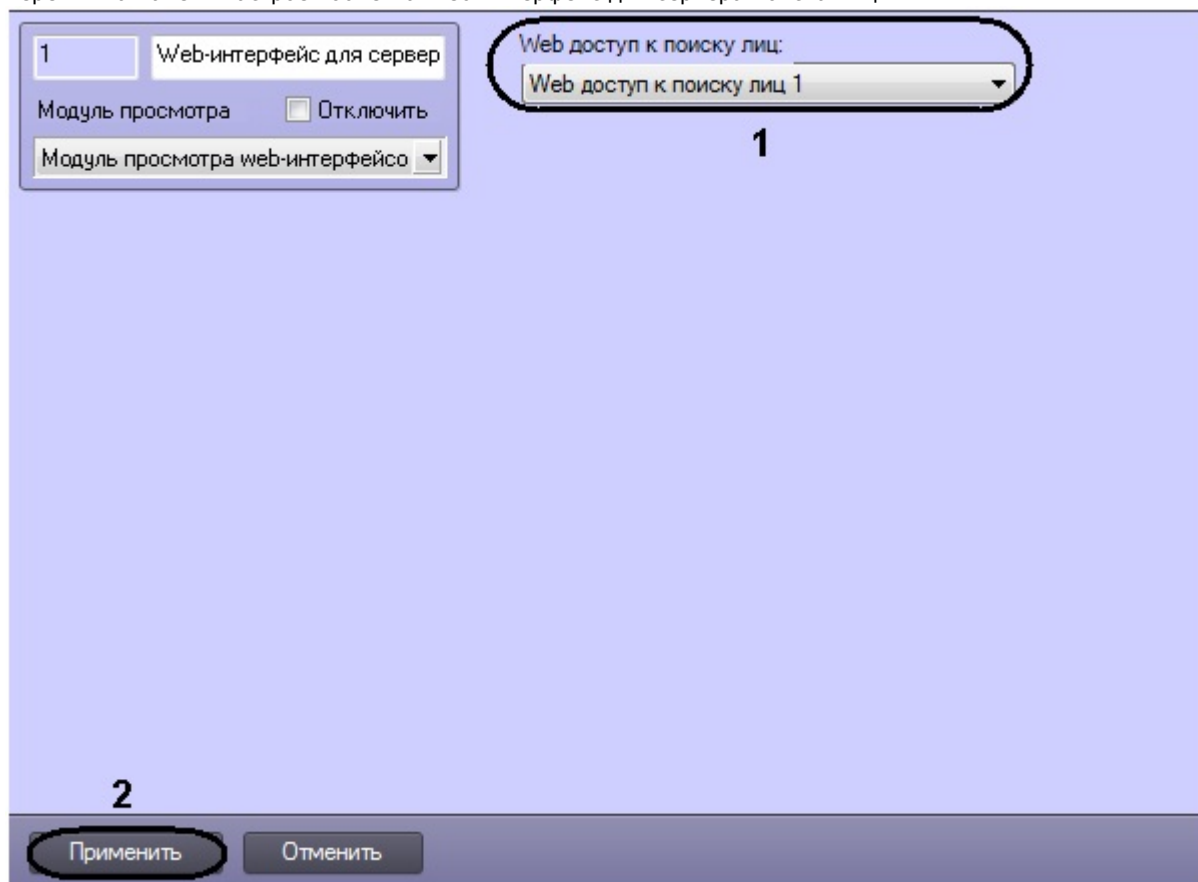 1
Web-интерфейс для сервер
Модуль просмотра
Отключить
Модуль просмотра web-интерфейсо
Web доступ к поиску лиц:
Web доступ к поиску лиц 1
1
2
Применить
Отменить